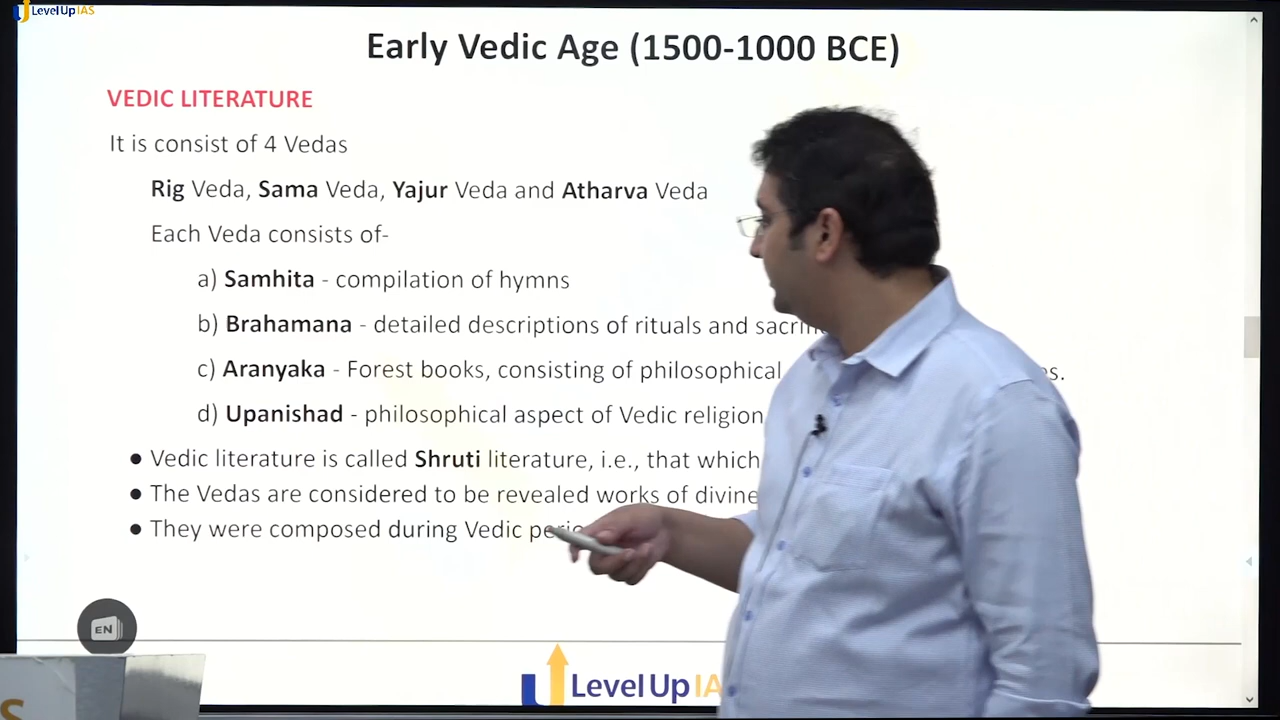 LevelUp IAS
Early Vedic Age (1500-1000 BCE)
VEDIC LITERATURE
It is consist of 4 Vedas
Rig Veda, Sama Veda, Yajur Veda and Atharva Veda
Each Veda consists of-
a) Samhita - compilation of hymns
b) Brahamana - detailed descriptions of rituals and
c) Aranyaka - Forest books, consisting of philosophical
d) Upanishad - philosophical aspect of Vedic religion
● Vedic literature is called Shruti literature, i.e., that which
● The Vedas are considered to be revealed works of divine
● They were composed during Vedic
EN
LevelUp IA
S